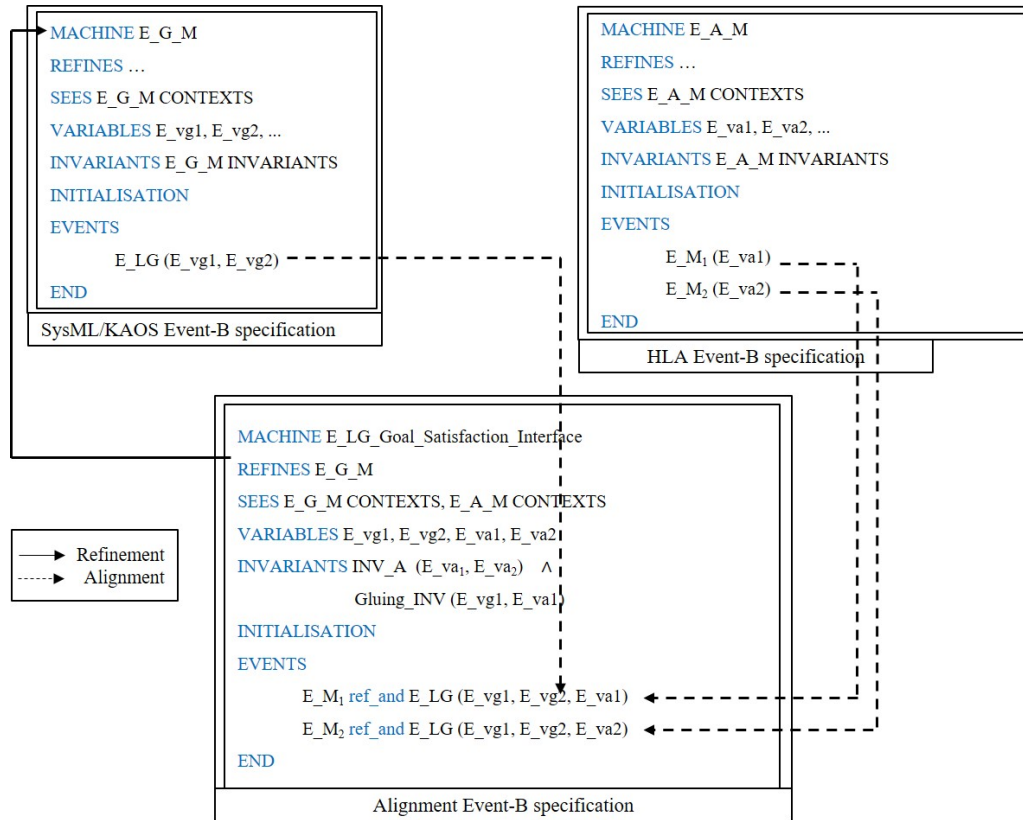 MACHINE E_G_M
REFINES …
SEES E_G_M CONTEXTS
VARIABLES E_vg1, E_vg2, ...
INVARIANTS E_G_M INVARIANTS
INITIALISATION
EVENTS
E_LG (E_vg1, E_vg2)
END
SysML/KAOS Event-B specification
MACHINE E_A_M
REFINES …
SEES E_A_M CONTEXTS
VARIABLES E_va1, E_va2, ...
INVARIANTS E_A_M INVARIANTS
INITIALISATION
EVENTS
E_M₁ (E_va1)
E_M₂ (E_va2)
END
HLA Event-B specification
MACHINE E_LG_Goal_Satisfaction_Interface
REFINES E_G_M
SEES E_G_M CONTEXTS, E_A_M CONTEXTS
VARIABLES E_vg1, E_vg2, E_va1, E_va2
INVARIANTS INV_A (E_va₁, E_va₂) ∧
Gluing_INV (E_vg1, E_va1)
INITIALISATION
EVENTS
E_M₁ ref_and E_LG (E_vg1, E_vg2, E_va1)
E_M₂ ref_and E_LG (E_vg1, E_vg2, E_va2)
END
Alignment Event-B specification
Refinement
Alignment